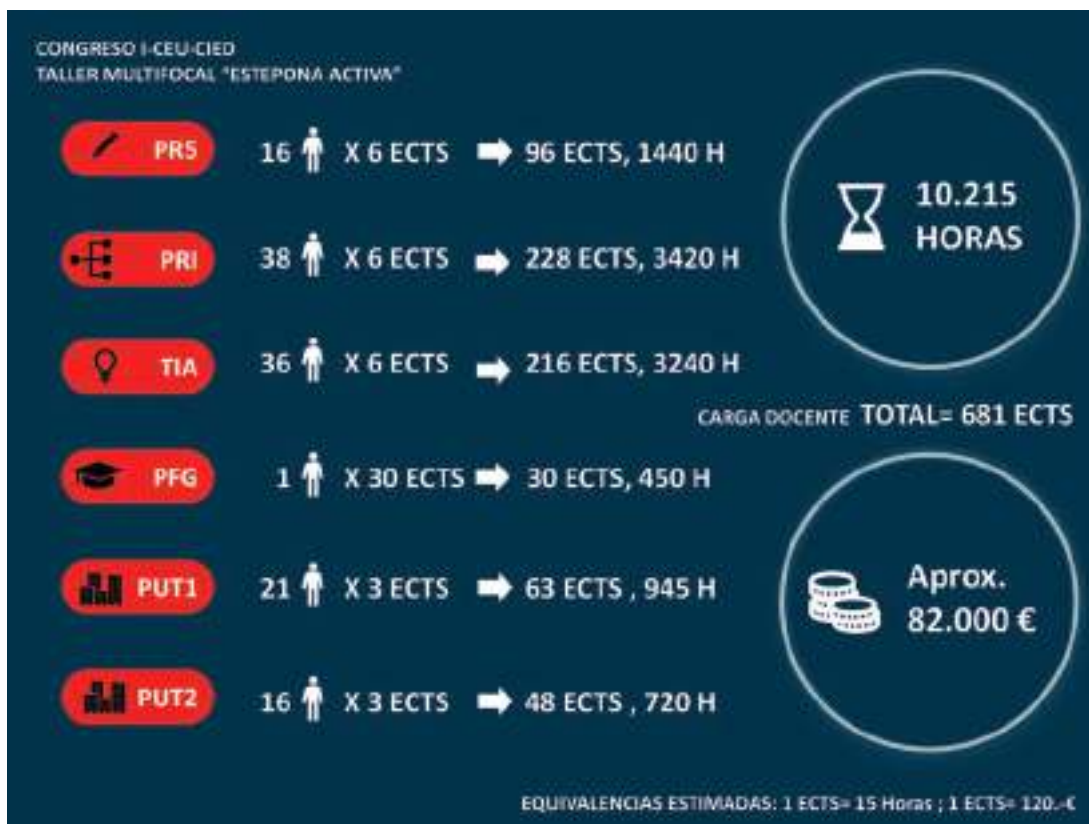 CONGRESO I-CEU-CIED
TALLER MULTIFOCAL "ESTEPONA ACTIVA"
PR5 16 X 6 ECTS 96 ECTS, 1440 H
PRI 38 X 6 ECTS 228 ECTS, 3420 H
TIA 36 X 6 ECTS 216 ECTS, 3240 H
PFG 1 X 30 ECTS 30 ECTS, 450 H
PUT1 21 X 3 ECTS 63 ECTS , 945 H
PUT2 16 X 3 ECTS 48 ECTS , 720 H
10.215
HORAS
CARGA DOCENTE TOTAL= 681 ECTS
Aprox.
82.000 €
EQUIVALENCIAS ESTIMADAS: 1 ECTS= 15 Horas ; 1 ECTS= 120.-€